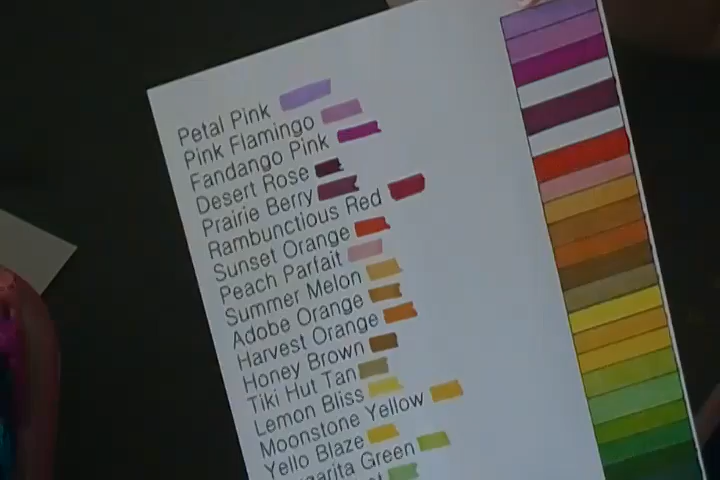 Petal Pink
Pink Flamingo
Fandango Pink
Desert Rose
Prairie Berry
Rambunctious Red
Sunset Orange
Peach Parfait
Summer Melon
Adobe Orange
Harvest Orange
Honey Brown
Tiki Hut Tan
Lemon Bliss
Moonstone Yellow
Yello Blaze
Green